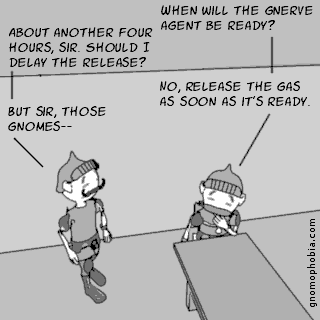 WHEN WILL THE GNERVE
AGENT BE READY?
ABOUT ANOTHER FOUR
HOURS, SIR. SHOULD I
DELAY THE RELEASE?
NO, RELEASE THE GAS
AS SOON AS IT'S READY.
BUT SIR, THOSE
GNOMES--
gnomophobia.com